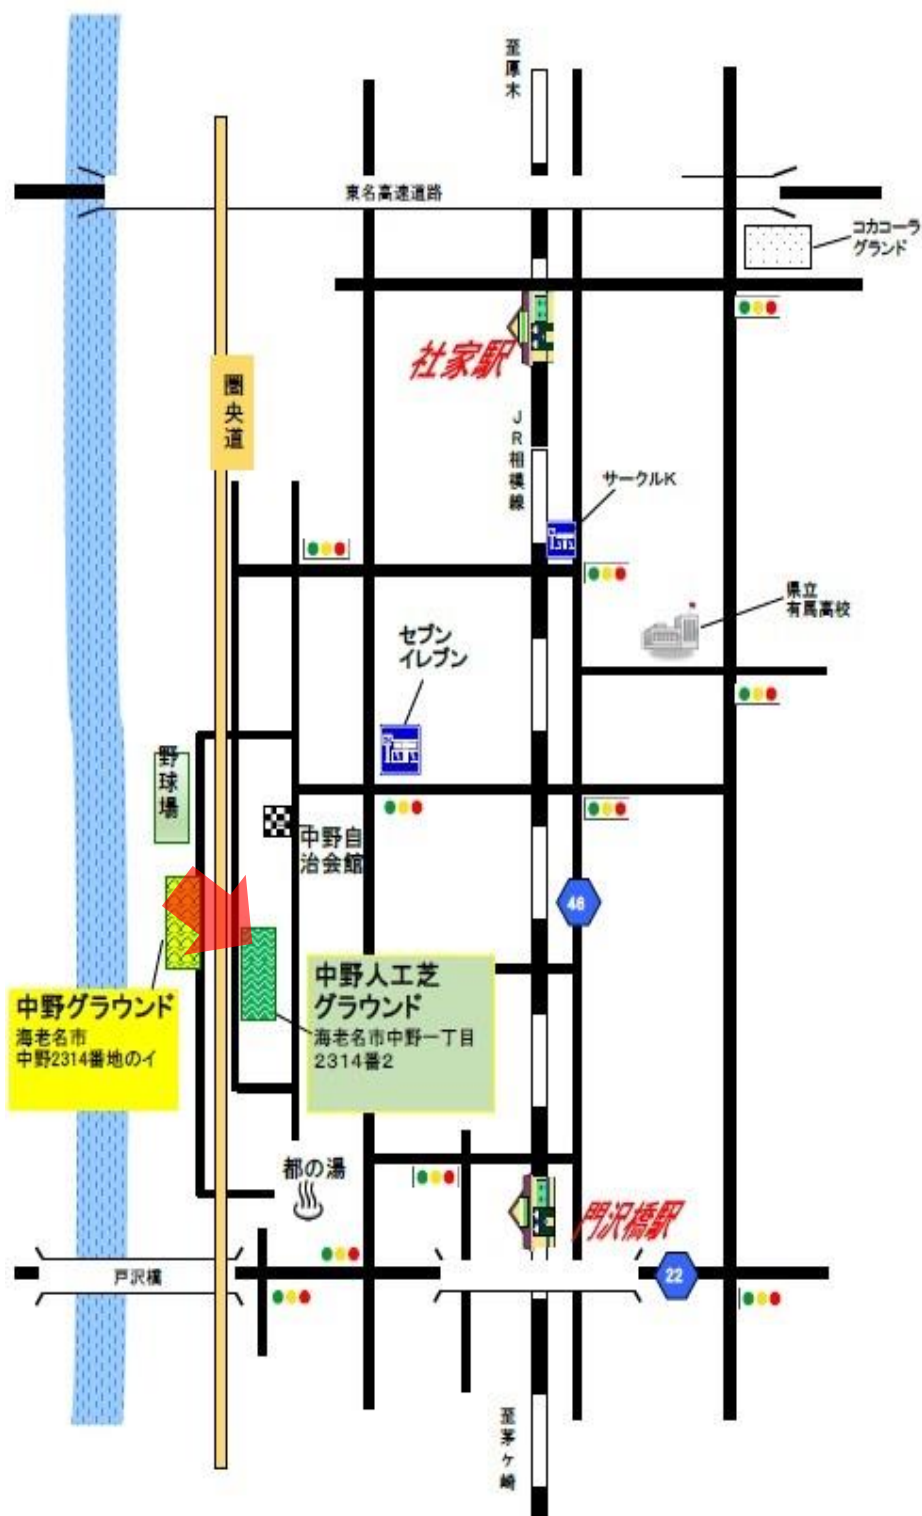 至厚木
東名高速道路
コカコーラ
グランド
社家駅
圏央道
JR相模線
サークルK
県立
有馬高校
セブン
イレブン
野球場
中野自
治会館
46
中野グラウンド
海老名市
中野2314番地のイ
中野人工芝
グラウンド
海老名市中野一丁目
2314番2
都の湯
門沢橋駅
戸沢橋
22
至茅ヶ崎